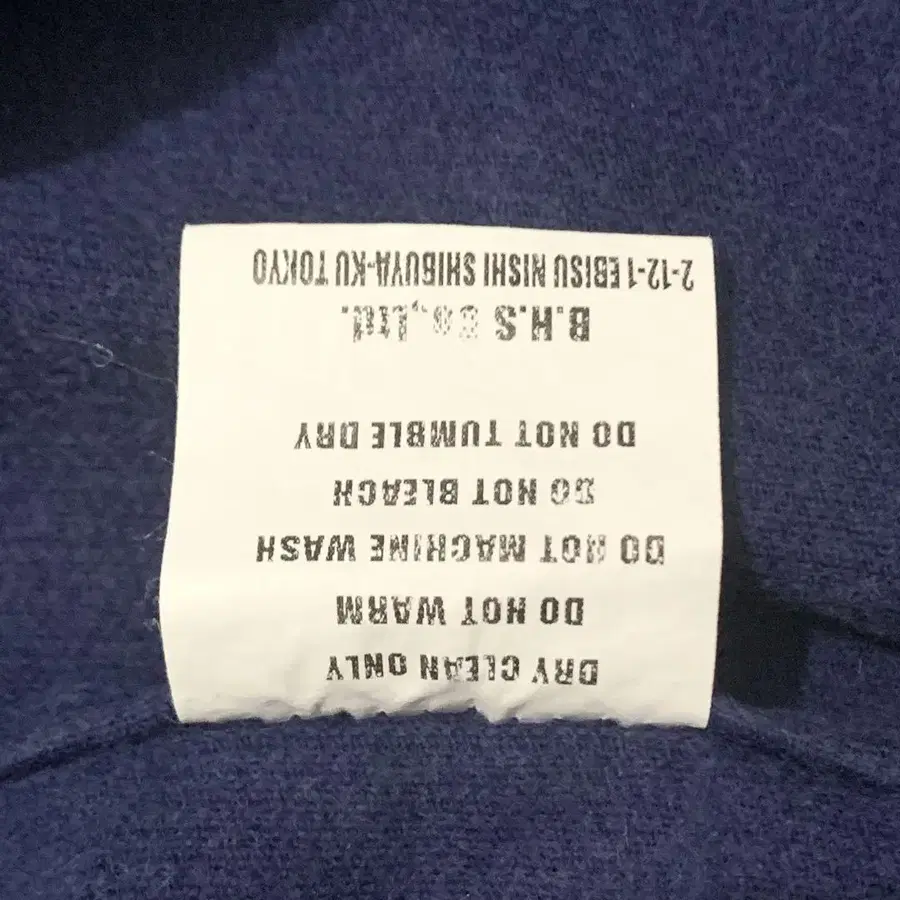 DRY CLEAN ONLY
DO NOT WARM
DO NOT MACHINE WASH
DO NOT BLEACH
DO NOT TUMBLE DRY
B.H.S Co.,Ltd.
2-12-1 EBISU NISHI SHIBUYA-KU TOKYO